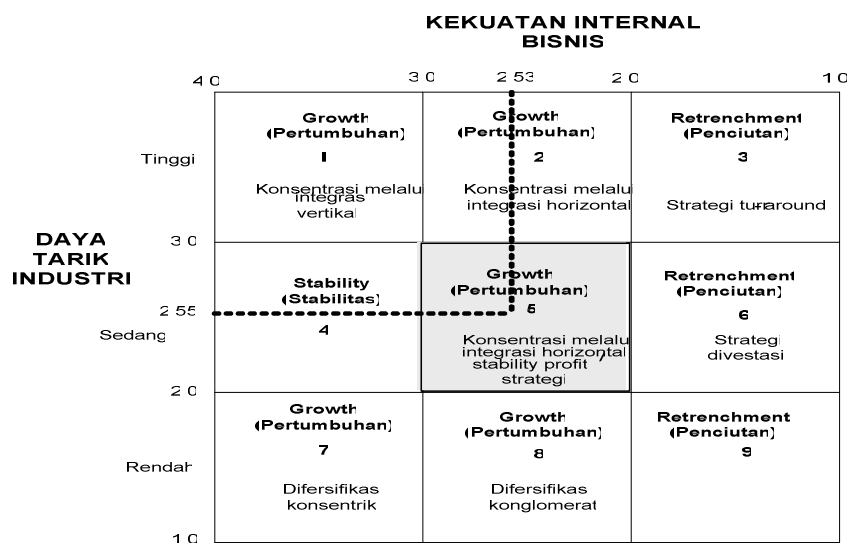 KEKUATAN INTERNAL
BISNIS
4 0
3 0
2 53
2 0
1 0
DAYA
TARIK
INDUSTRI
Tinggi
Growth
(Pertumbuhan)
1
Konsentrasi melalu
integras
vertikal
Growth
(Pertumbuhan)
2
Konsentrasi melalu
integrasi horizontal
Retrenchment
(Penciutan)
3
Strategi turnaround
3 0
Stability
(Stabilitas)
4
Growth
(Pertumbuhan)
5
Konsentrasi melalu
integrasi horizontal
stability profit
strategi
Retrenchment
(Penciutan)
6
Strategi
divestasi
2 55
Sedang
2 0
Growth
(Pertumbuhan)
7
Difersifikas
konsentrik
Growth
(Pertumbuhan)
8
Difersifikas
konglomerat
Retrenchment
(Penciutan)
9
Rendah
1 0